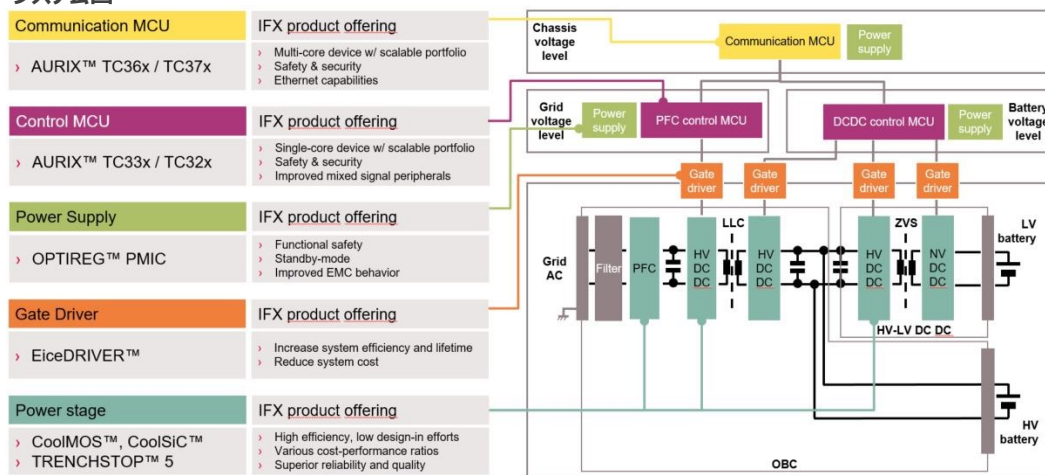 システム図
Communication MCU
IFX product offering
› AURIX™ TC36x / TC37x
› Multi-core device w/ scalable portfolio
› Safety & security
› Ethernet capabilities
Control MCU
IFX product offering
› AURIX™ TC33x / TC32x
› Single-core device w/ scalable portfolio
› Safety & security
› Improved mixed signal peripherals
Power Supply
IFX product offering
› OPTIREG™ PMIC
› Functional safety
› Standby-mode
› Improved EMC behavior
Gate Driver
IFX product offering
› EiceDRIVER™
› Increase system efficiency and lifetime
› Reduce system cost
Power stage
IFX product offering
› CoolMOS™, CoolSiC™
› TRENCHSTOP™ 5
› High efficiency, low design-in efforts
› Various cost-performance ratios
› Superior reliability and quality
Chassis
voltage
level
Communication MCU
Power
supply
Grid
voltage
level
Power
supply
PFC control MCU
DCDC control MCU
Power
supply
Battery
voltage
level
Gate
driver
Gate
driver
Gate
driver
Gate
driver
Grid
AC
Filter
PFC
HV
DC
DC
LLC
HV
DC
DC
HV
DC
DC
ZVS
NV
DC
DC
LV
battery
HV-LV DC DC
HV
battery
OBC